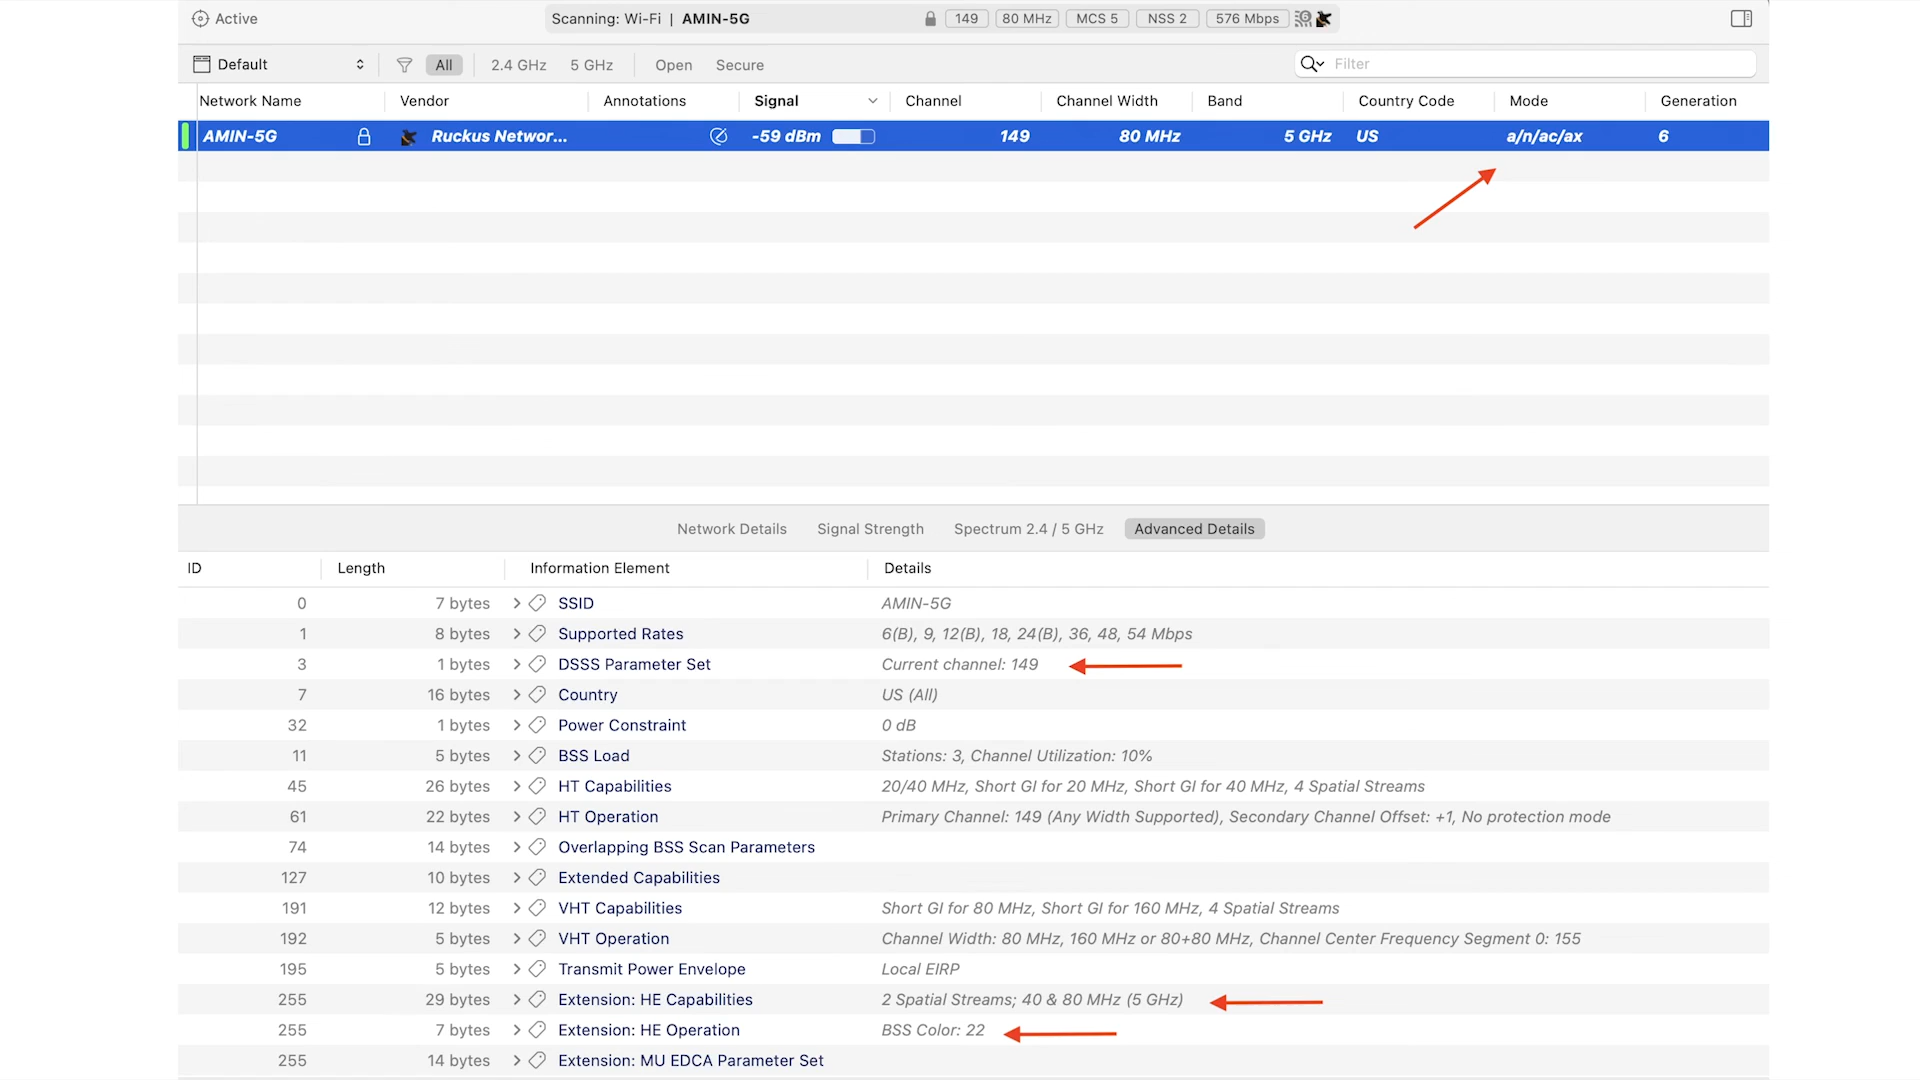 Active Scanning: Wi-Fi | AMIN-5G 149 80 MHz MCS 5 NSS 2 576 Mbps
Default All 2.4 GHz 5 GHz Open Secure Filter
Network Name Vendor Annotations Signal Channel Channel Width Band Country Code Mode Generation
AMIN-5G Ruckus Networ... -59 dBm 149 80 MHz 5 GHz US a/n/ac/ax 6
Network Details Signal Strength Spectrum 2.4 / 5 GHz Advanced Details
ID Length Information Element Details
0 7 bytes SSID AMIN-5G
1 8 bytes Supported Rates 6(B), 9, 12(B), 18, 24(B), 36, 48, 54 Mbps
3 1 bytes DSSS Parameter Set Current channel: 149
7 16 bytes Country US (All)
32 1 bytes Power Constraint 0 dB
11 5 bytes BSS Load Stations: 3, Channel Utilization: 10%
45 26 bytes HT Capabilities 20/40 MHz, Short GI for 20 MHz, Short GI for 40 MHz, 4 Spatial Streams
61 22 bytes HT Operation Primary Channel: 149 (Any Width Supported), Secondary Channel Offset: +1, No protection mode
74 14 bytes Overlapping BSS Scan Parameters
127 10 bytes Extended Capabilities
191 12 bytes VHT Capabilities Short GI for 80 MHz, Short GI for 160 MHz, 4 Spatial Streams
192 5 bytes VHT Operation Channel Width: 80 MHz, 160 MHz or 80+80 MHz, Channel Center Frequency Segment 0: 155
195 5 bytes Transmit Power Envelope Local EIRP
255 29 bytes Extension: HE Capabilities 2 Spatial Streams; 40 & 80 MHz (5 GHz)
255 7 bytes Extension: HE Operation BSS Color: 22
255 14 bytes Extension: MU EDCA Parameter Set